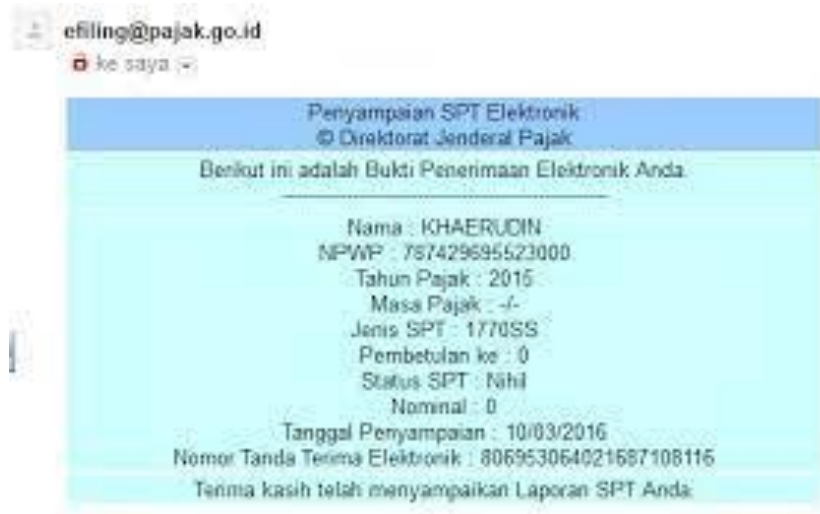 efiling@pajak.go.id
ke saya
Penyampaian SPT Elektronik
© Direktorat Jenderal Pajak
Berikut ini adalah Bukti Penerimaan Elektronik Anda
Nama : KHAERUDIN
NPWP : 787429695523000
Tahun Pajak : 2015
Masa Pajak : -/-
Jenis SPT : 1770SS
Pembetulan ke : 0
Status SPT : Nihil
Nominal : 0
Tanggal Penyampaian : 10/03/2016
Nomor Tanda Terima Elektronik : 806953064021687108116
Terima kasih telah menyampaikan Laporan SPT Anda